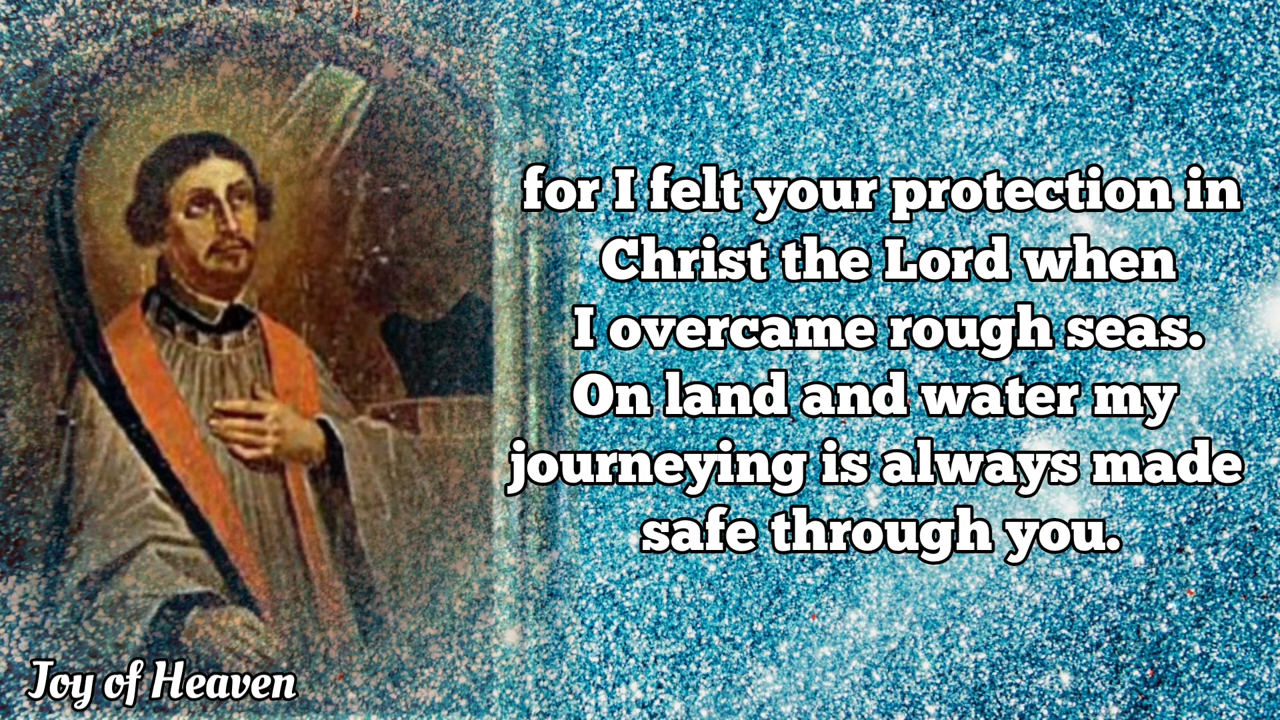 for I felt your protection in
Christ the Lord when
I overcame rough seas.
On land and water my
journeying is always made
safe through you.
Joy of Heaven